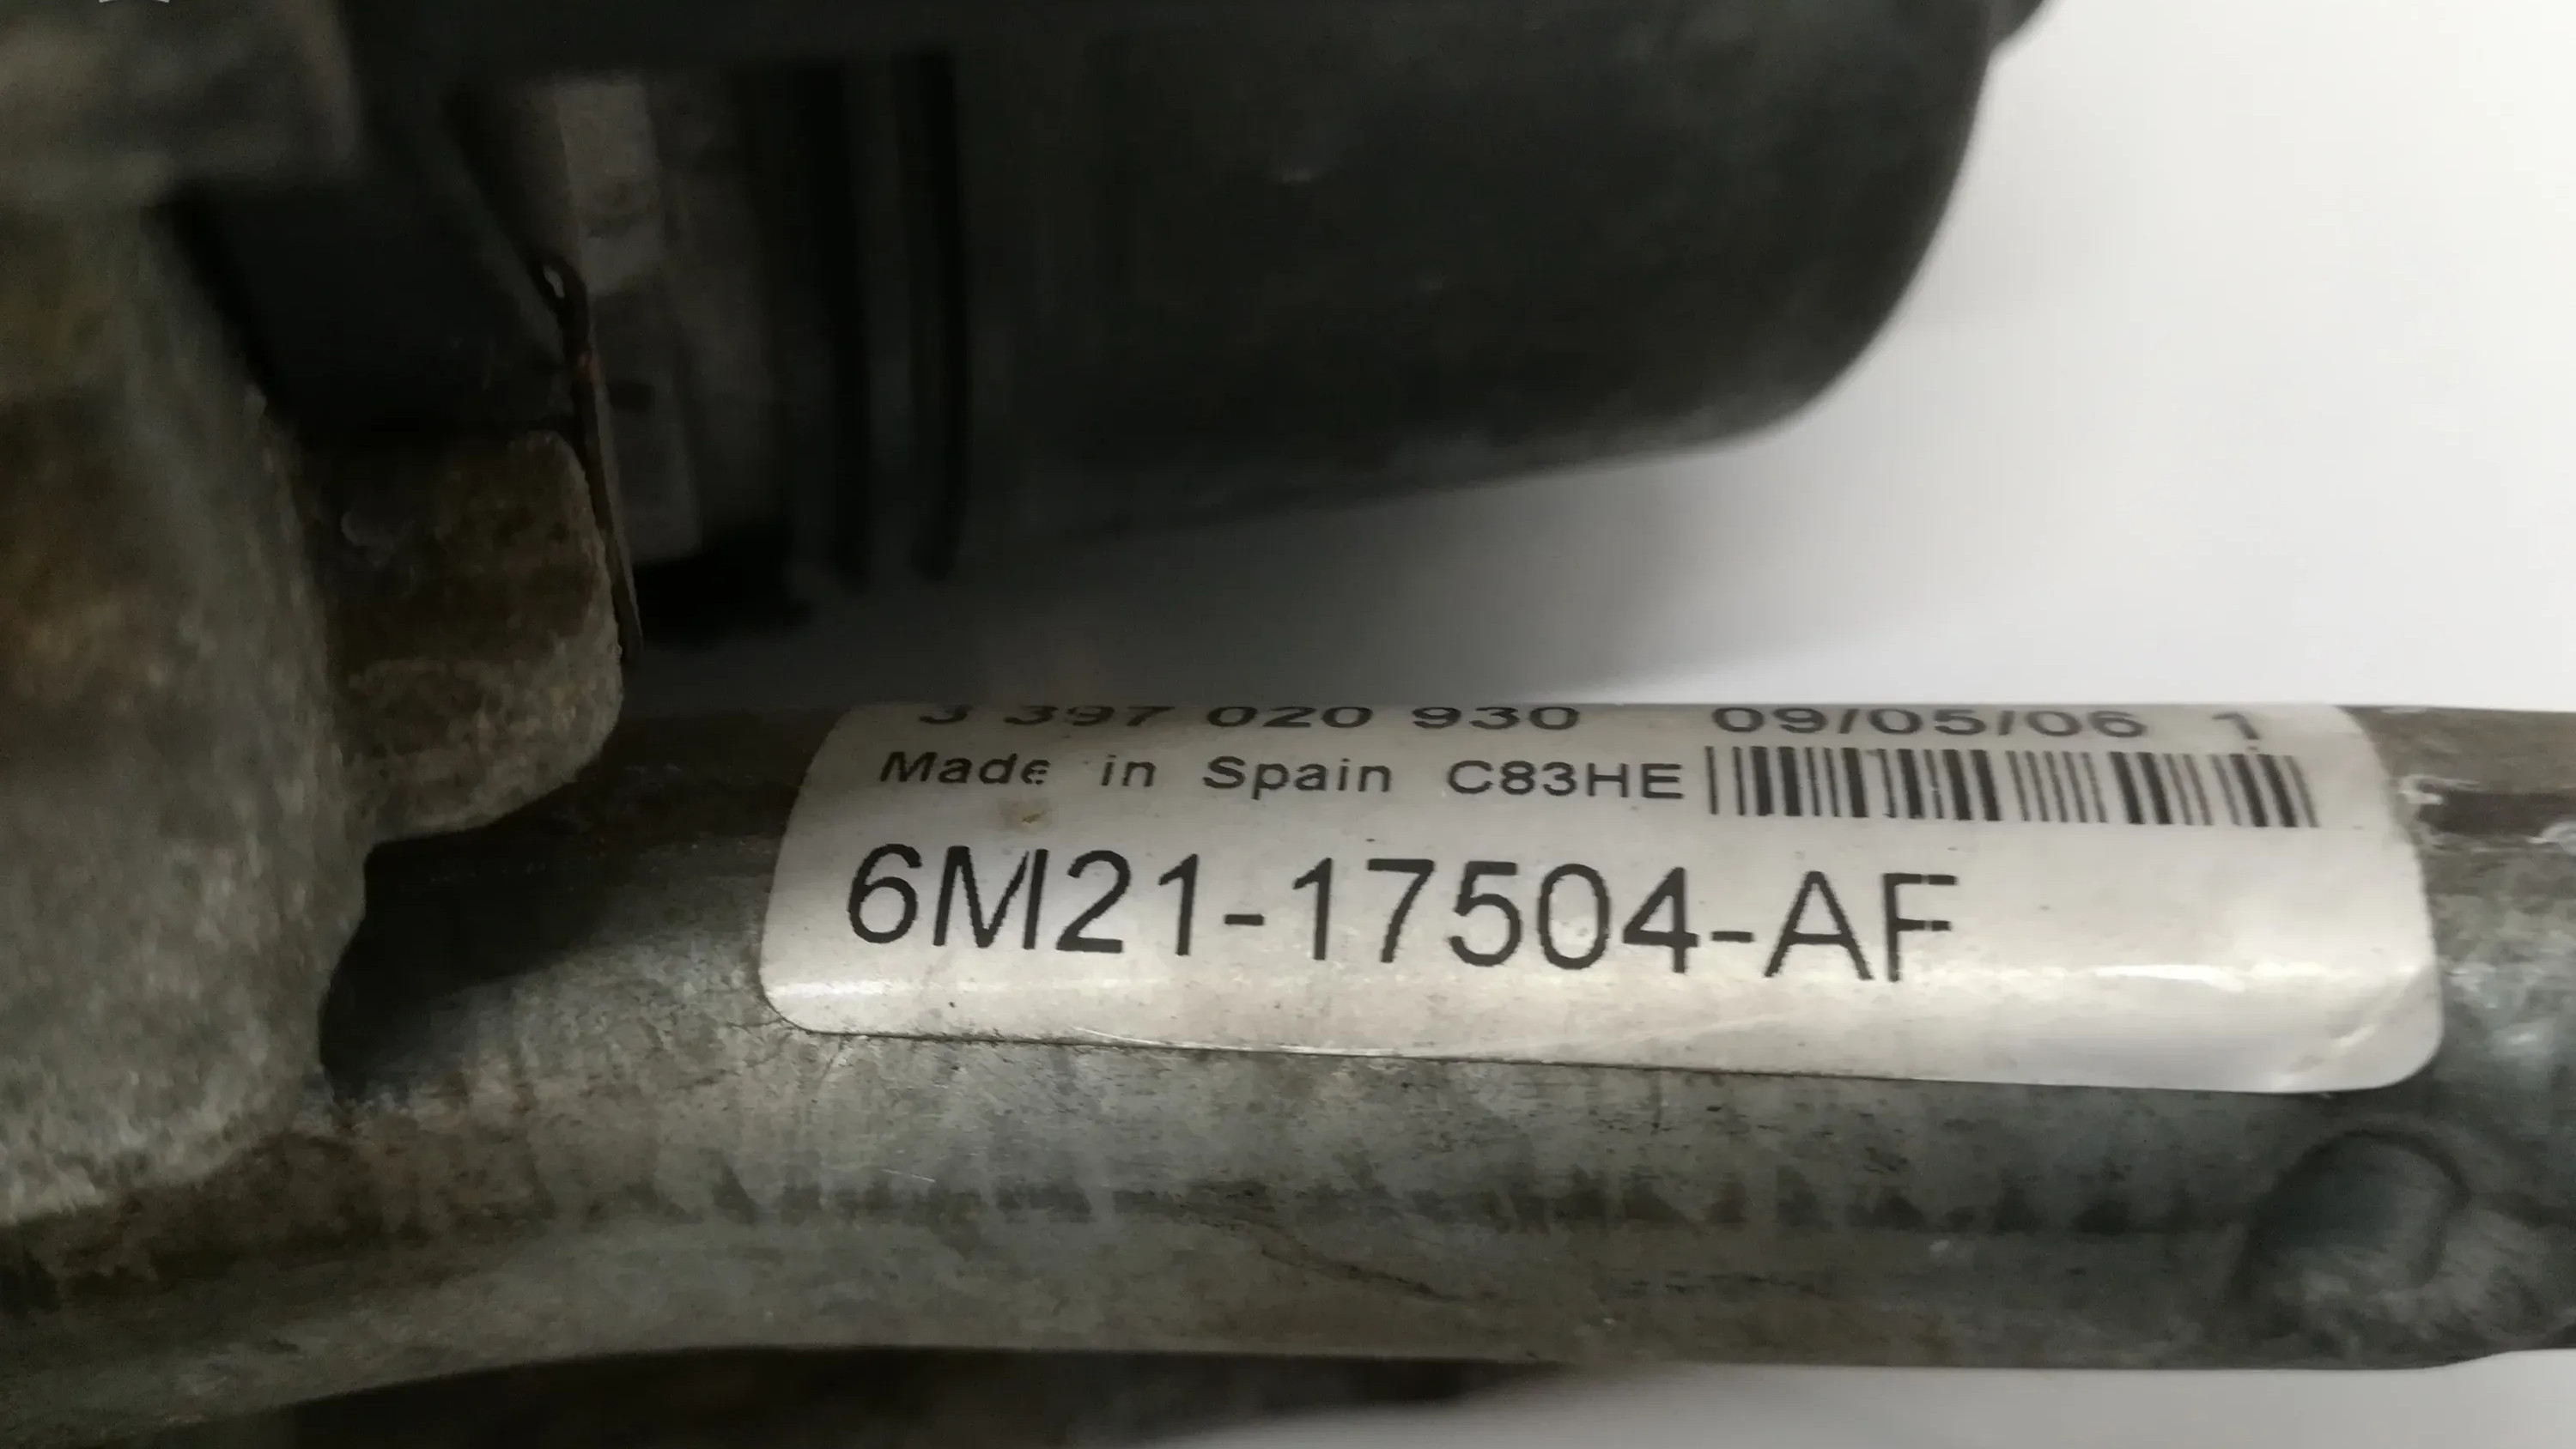 3 397 020 930 09/05/06 1
Made in Spain C83HE
6M21-17504-AF